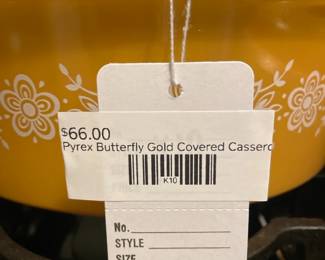 $66.00
Pyrex Butterfly Gold Covered Casserc
K10
No.
STYLE
SIZE